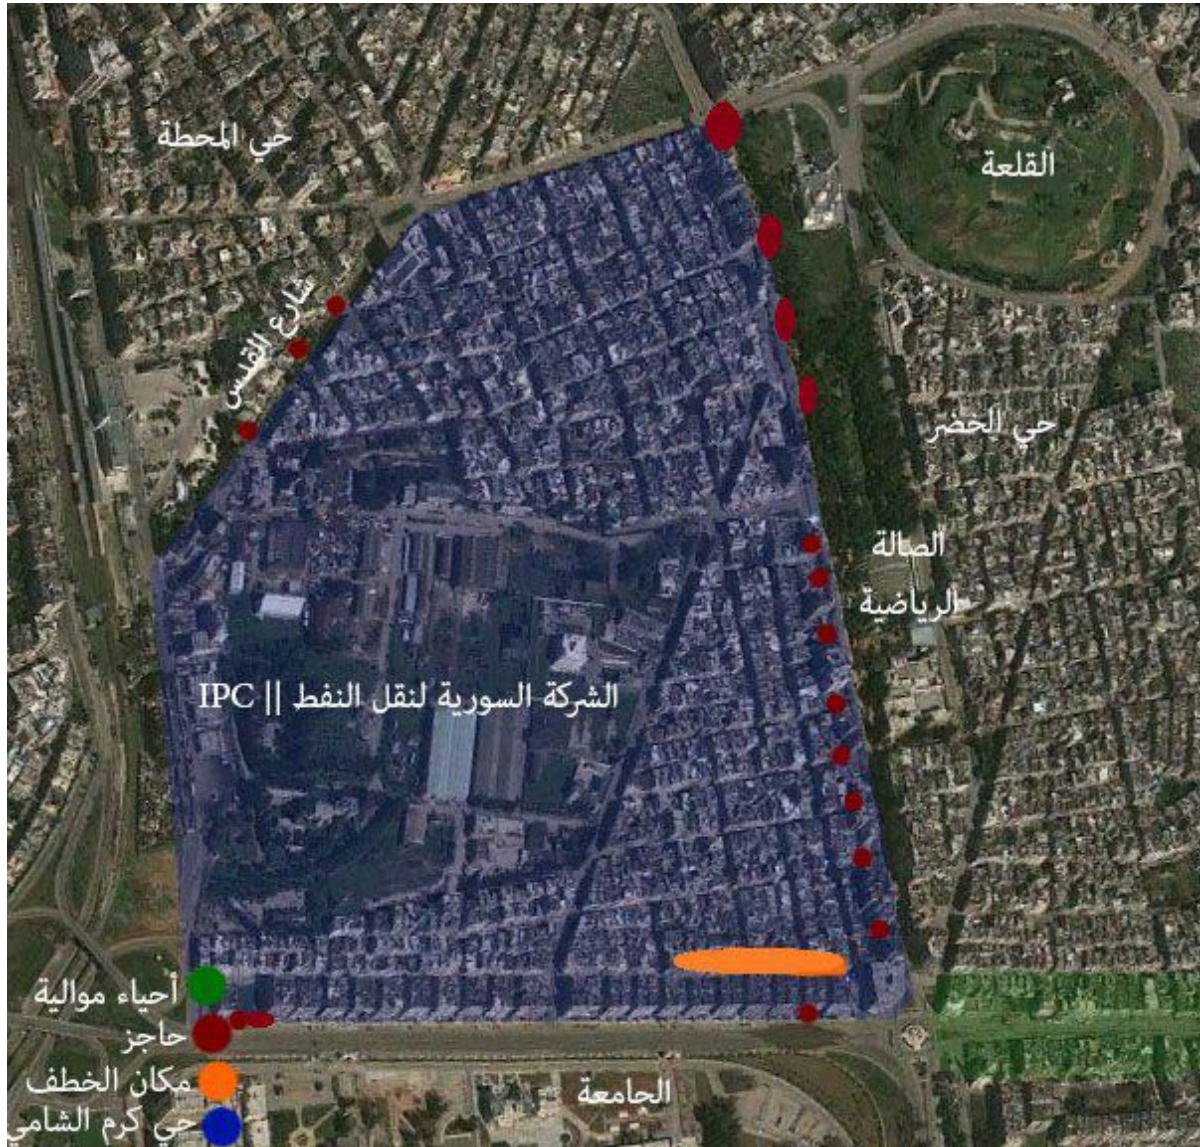 حي المحطة
القلعة
شارع القدس
حي الخضر
الصالة
الرياضية
الشركة السورية لنقل النفط || IPC
أحياء موالية
حاجز
مكان الخطف
حي كرم الشامي
الجامعة